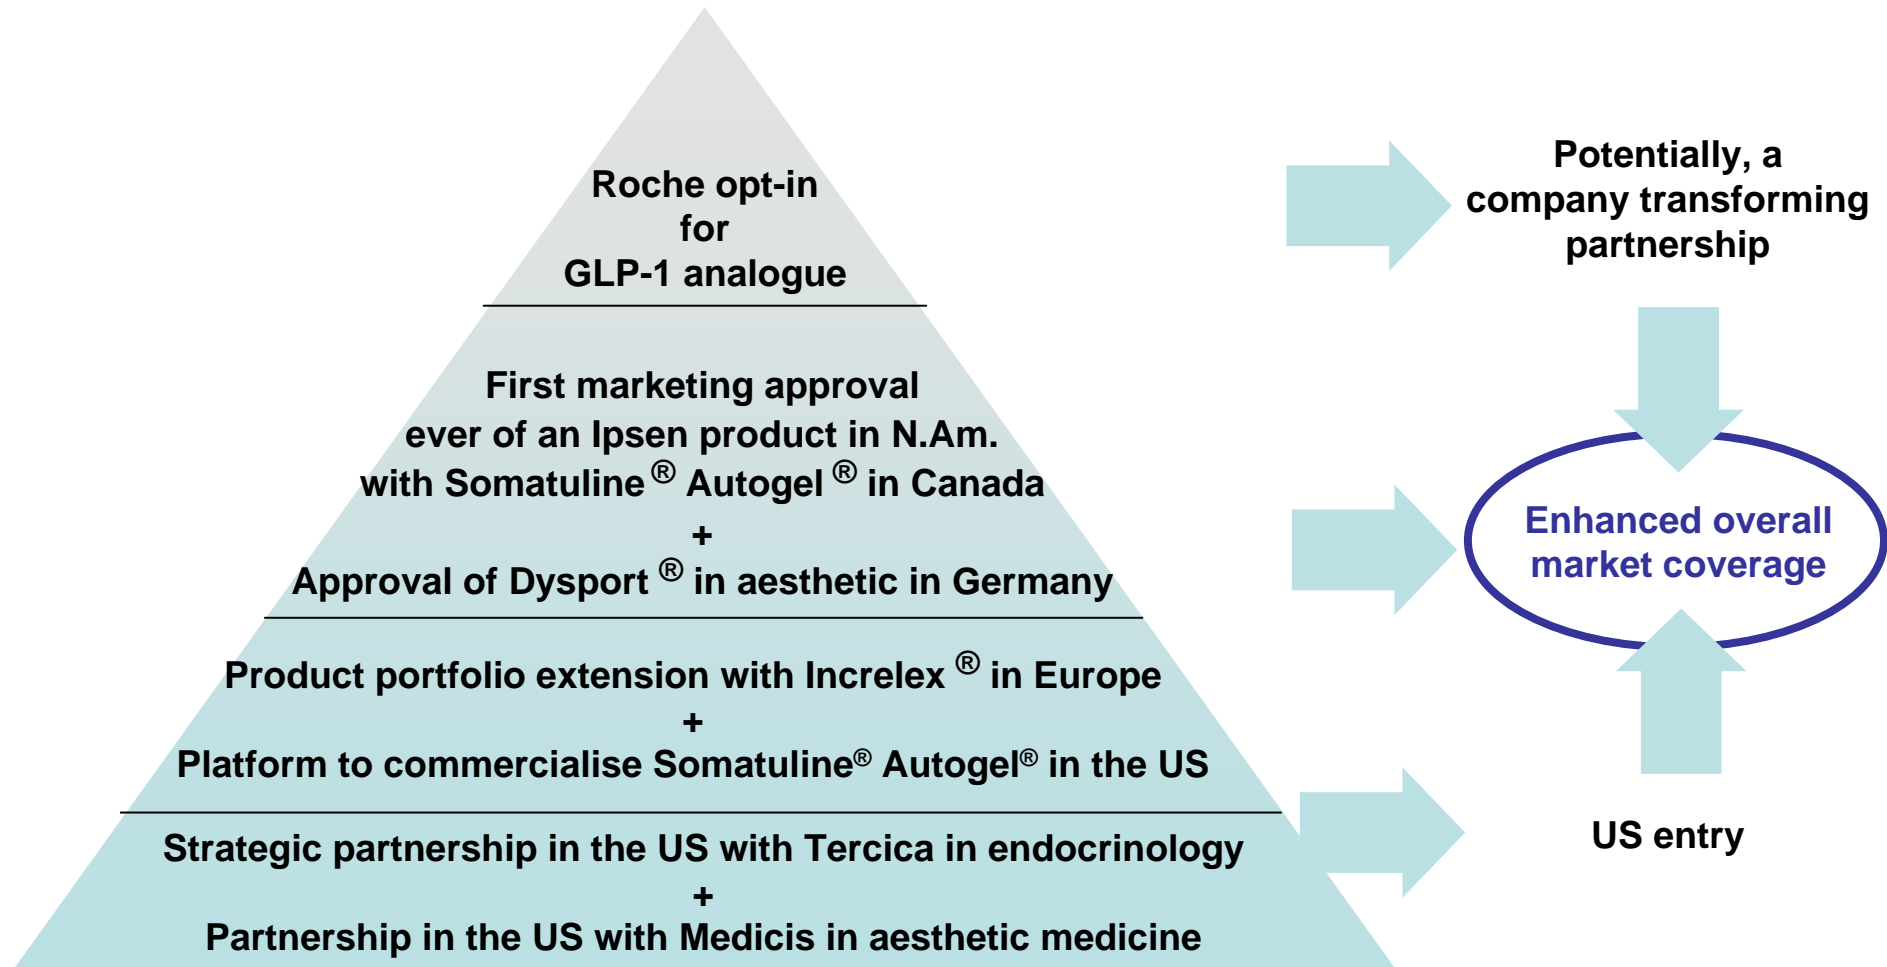 Roche opt-in
for
GLP-1 analogue
First marketing approval
ever of an Ipsen product in N.Am.
with Somatuline ® Autogel ® in Canada
+
Approval of Dysport ® in aesthetic in Germany
Product portfolio extension with Increlex ® in Europe
+
Platform to commercialise Somatuline® Autogel® in the US
Strategic partnership in the US with Tercica in endocrinology
+
Partnership in the US with Medicis in aesthetic medicine
Potentially, a
company transforming
partnership
Enhanced overall
market coverage
US entry